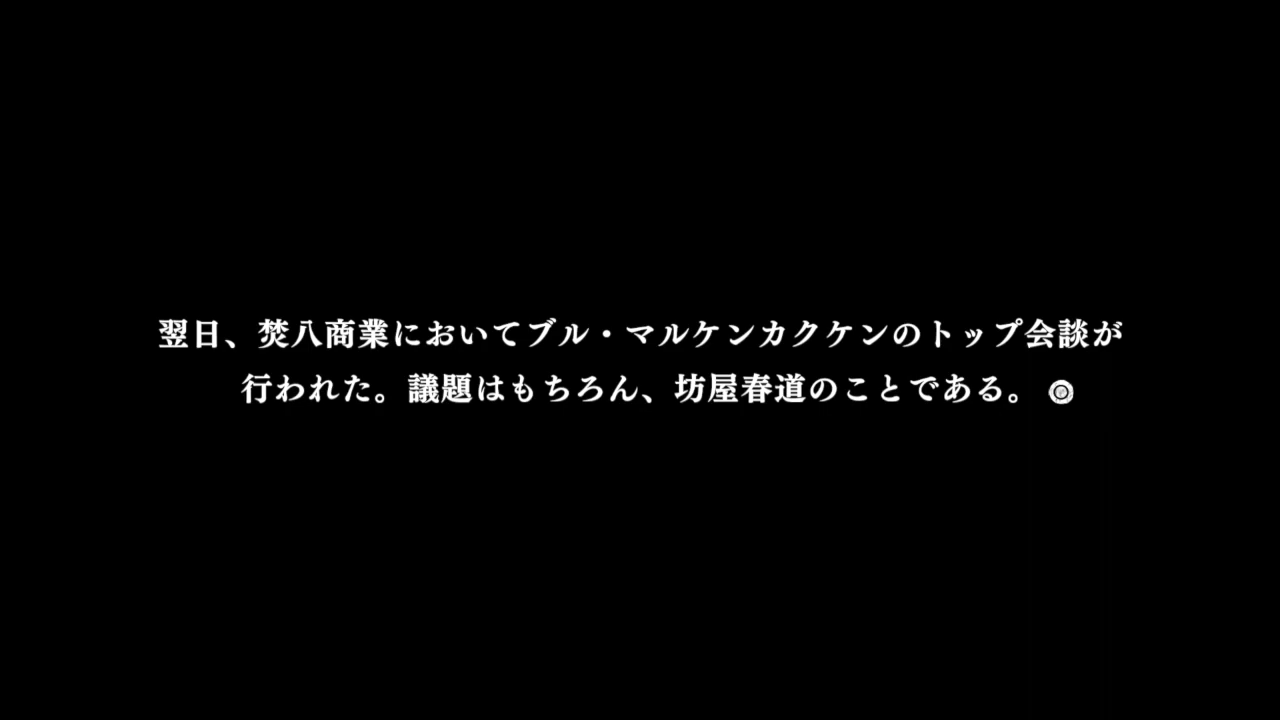 翌日、焚八商業においてブル・マルケンカクケンのトップ会談が
行われた。議題はもちろん、坊屋春道のことである。